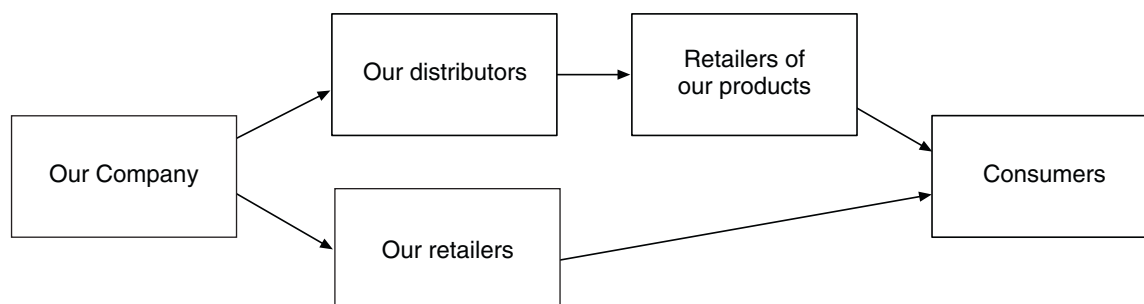 Our distributors
Retailers of
our products
Our Company
Consumers
Our retailers